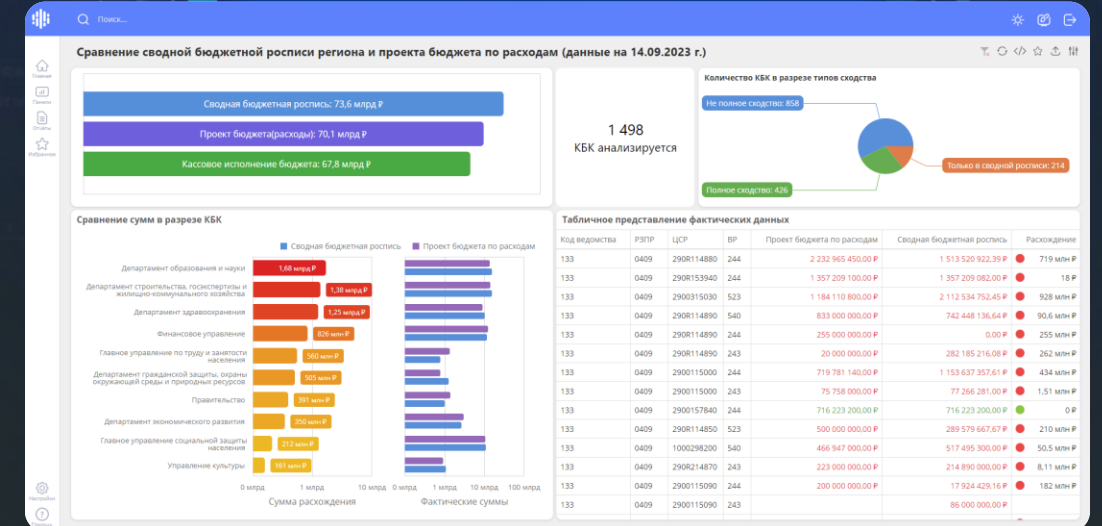 Поиск...
Сравнение сводной бюджетной росписи региона и проекта бюджета по расходам (данные на 14.09.2023 г.)
Главная
Панели
Отчёты
Избранное
Сводная бюджетная роспись: 73,6 млрд ₽
Проект бюджета(расходы): 70,1 млрд ₽
Кассовое исполнение бюджета: 67,8 млрд ₽
1 498
КБК анализируется
Количество КБК в разрезе типов сходства
Не полное сходство: 858
Только в сводной росписи: 214
Полное сходство: 426
Сравнение сумм в разрезе КБК
Сводная бюджетная роспись Проект бюджета по расходам
Департамент образования и науки 1,68 млрд ₽
Департамент строительства, госэкспертизы и
жилищно-коммунального хозяйства 1,38 млрд ₽
Департамент здравоохранения 1,25 млрд ₽
Финансовое управление 826 млн ₽
Главное управление по труду и занятости
населения 560 млн ₽
Департамент гражданской защиты, охраны
окружающей среды и природных ресурсов 505 млн ₽
Правительство 391 млн ₽
Департамент экономического развития 350 млн ₽
Главное управление социальной защиты
населения 212 млн ₽
Управление культуры 161 млн ₽
0 млрд 1 млрд 10 млрд 0 млрд 1 млрд 10 млрд 100 млрд
Сумма расхождения Фактические суммы
Табличное представление фактических данных
Код ведомства РЗПР ЦСР ВР Проект бюджета по расходам Сводная бюджетная роспись Расхождение
133 0409 290R114880 244 2 232 965 450,00 ₽ 1 513 520 922,39 ₽ 719 млн ₽
133 0409 290R153940 244 1 357 209 100,00 ₽ 1 357 209 082,00 ₽ 18 ₽
133 0409 2900315030 523 1 184 110 800,00 ₽ 2 112 534 752,45 ₽ 928 млн ₽
133 0409 290R114890 540 833 000 000,00 ₽ 742 448 136,64 ₽ 90,6 млн ₽
133 0409 290R114890 244 255 000 000,00 ₽ 0,00 ₽ 255 млн ₽
133 0409 290R114890 243 20 000 000,00 ₽ 282 185 216,08 ₽ 262 млн ₽
133 0409 2900115000 244 719 781 140,00 ₽ 1 153 637 357,61 ₽ 434 млн ₽
133 0409 2900115000 243 75 758 000,00 ₽ 77 266 281,00 ₽ 1,51 млн ₽
133 0409 2900157840 244 716 223 200,00 ₽ 716 223 200,00 ₽ 0 ₽
133 0409 290R114850 523 500 000 000,00 ₽ 289 579 667,67 ₽ 210 млн ₽
133 0409 1000298200 540 466 947 000,00 ₽ 517 495 300,00 ₽ 50,5 млн ₽
133 0409 290R214870 243 223 000 000,00 ₽ 214 890 000,00 ₽ 8,11 млн ₽
133 0409 2900115090 244 200 000 000,00 ₽ 17 924 429,16 ₽ 182 млн ₽
133 0409 2900115090 243 86 000 000,00 ₽
Настройки